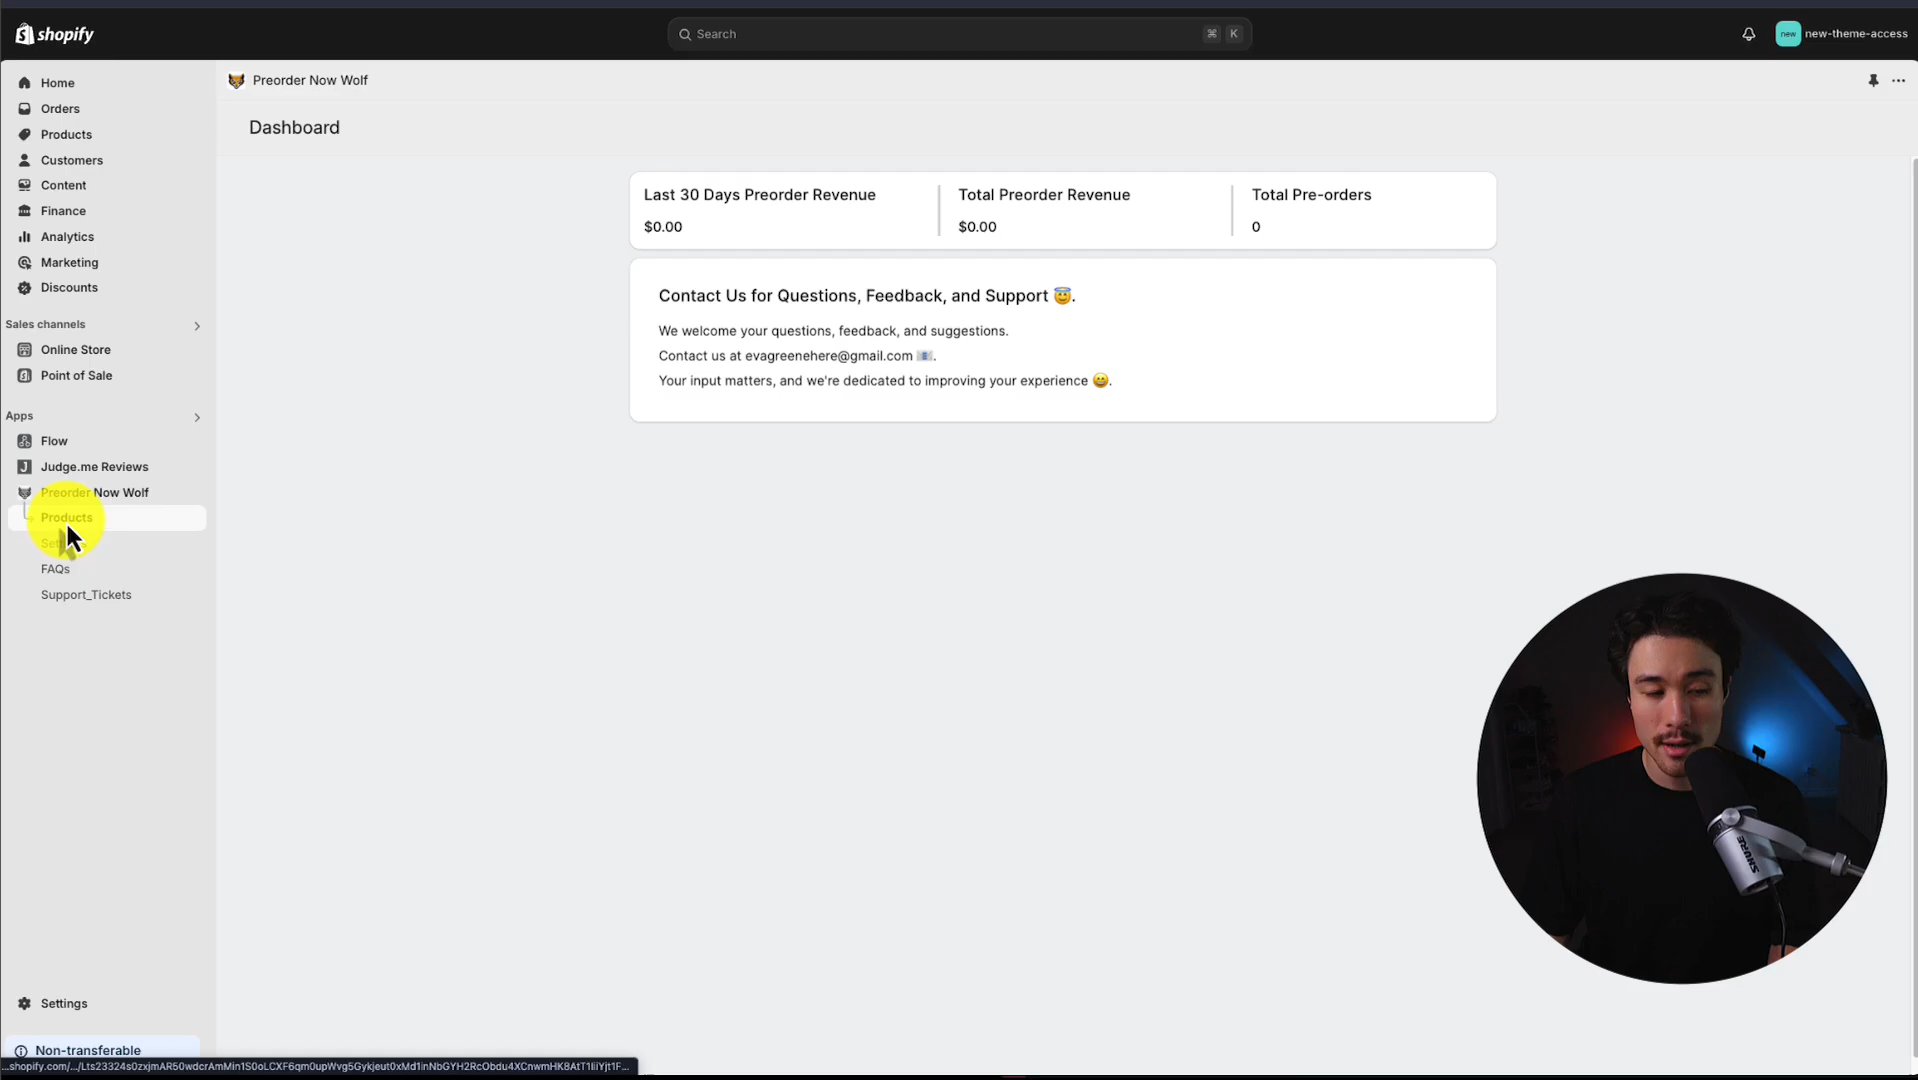 shopify
Search
⌘ K
new
new-theme-access
Home
Orders
Products
Customers
Content
Finance
Analytics
Marketing
Discounts
Sales channels
Online Store
Point of Sale
Apps
Flow
J Judge.me Reviews
Preorder Now Wolf
Products
FAQs
Support_Tickets
Settings
Non-transferable
Preorder Now Wolf
Dashboard
Last 30 Days Preorder Revenue
$0.00
Total Preorder Revenue
$0.00
Total Pre-orders
0
Contact Us for Questions, Feedback, and Support 😇.
We welcome your questions, feedback, and suggestions.
Contact us at evagreenehere@gmail.com 📧.
Your input matters, and we're dedicated to improving your experience 😀.
SHURE